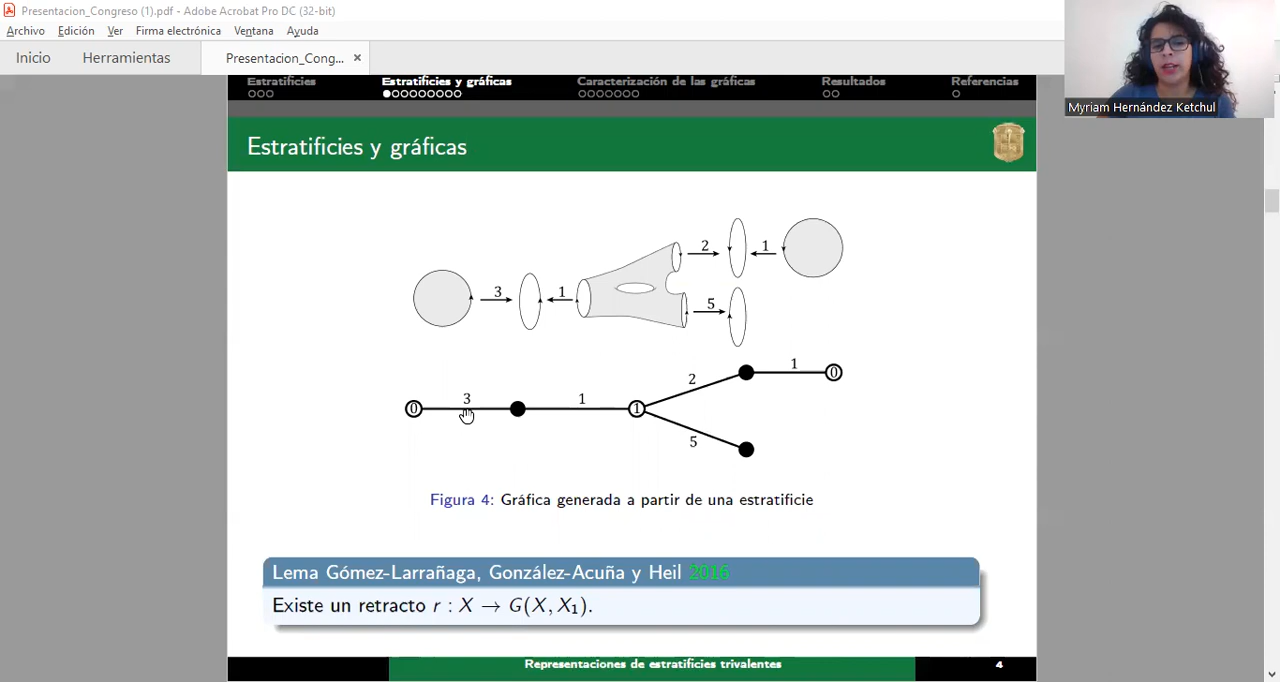 Presentacion_Congreso (1).pdf - Adobe Acrobat Pro DC (32-bit)
Archivo Edición Ver Firma electrónica Ventana Ayuda
Inicio Herramientas Presentacion_Cong... ×
Myriam Hernández Ketchul
Estratificies Estratificies y gráficas Caracterización de las gráficas Resultados Referencias
Estratificies y gráficas
2 1
3 1 5
2 1 0
0 3 1 1
5
Figura 4: Gráfica generada a partir de una estratificie
Lema Gómez-Larrañaga, González-Acuña y Heil 2016
Existe un retracto r : X → G(X, X₁).
Representaciones de estratificies trivalentes 4